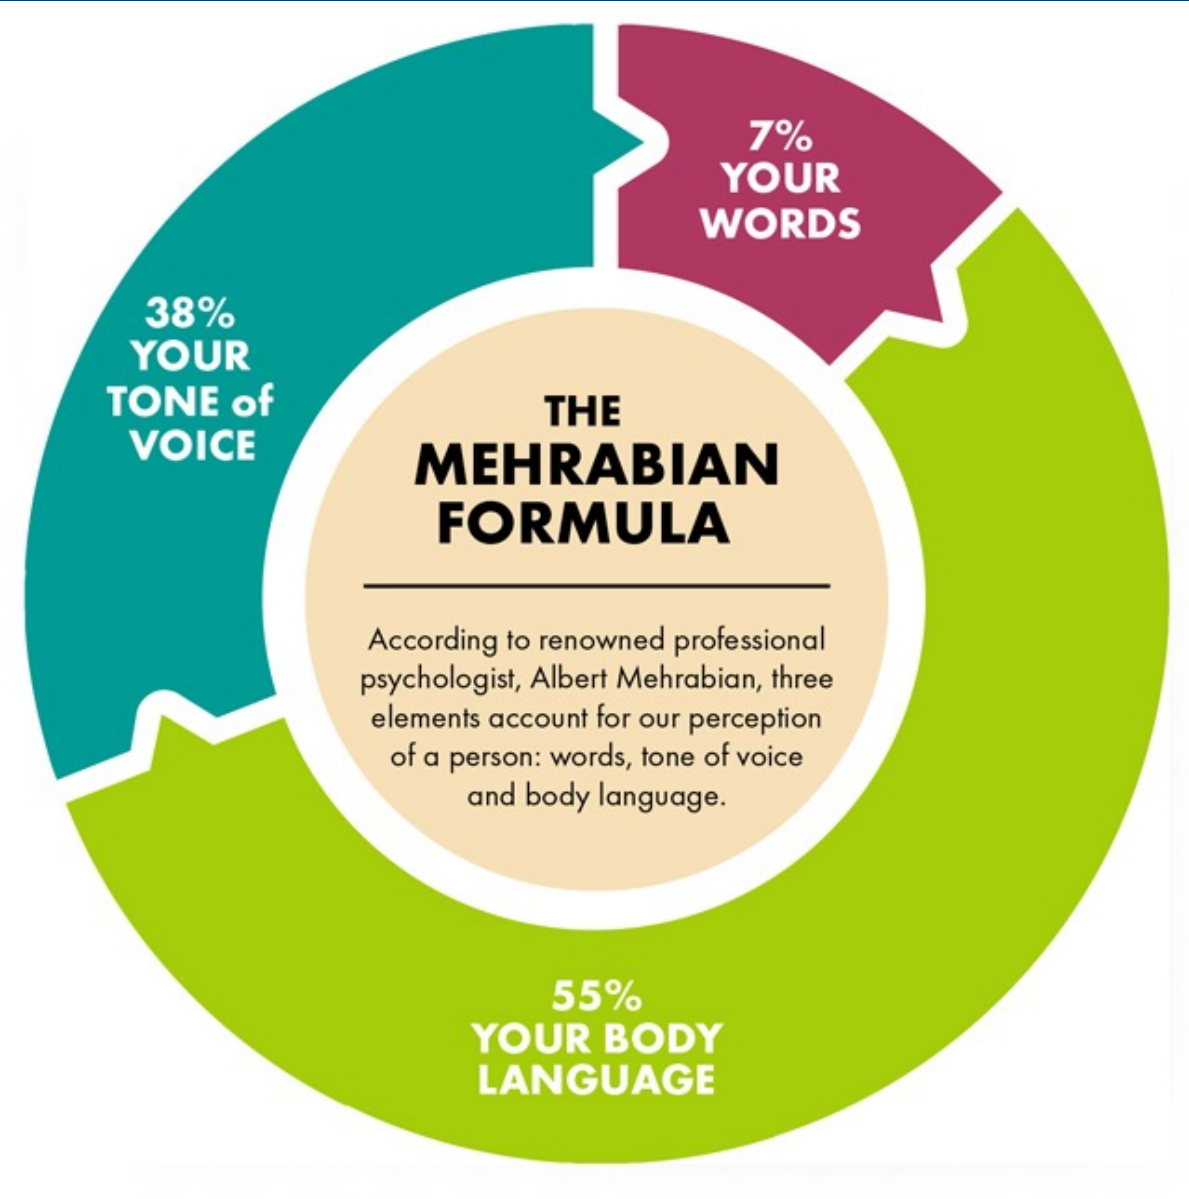 7%
YOUR
WORDS
38%
YOUR
TONE of
VOICE
THE
MEHRABIAN
FORMULA
According to renowned professional
psychologist, Albert Mehrabian, three
elements account for our perception
of a person: words, tone of voice
and body language.
55%
YOUR BODY
LANGUAGE